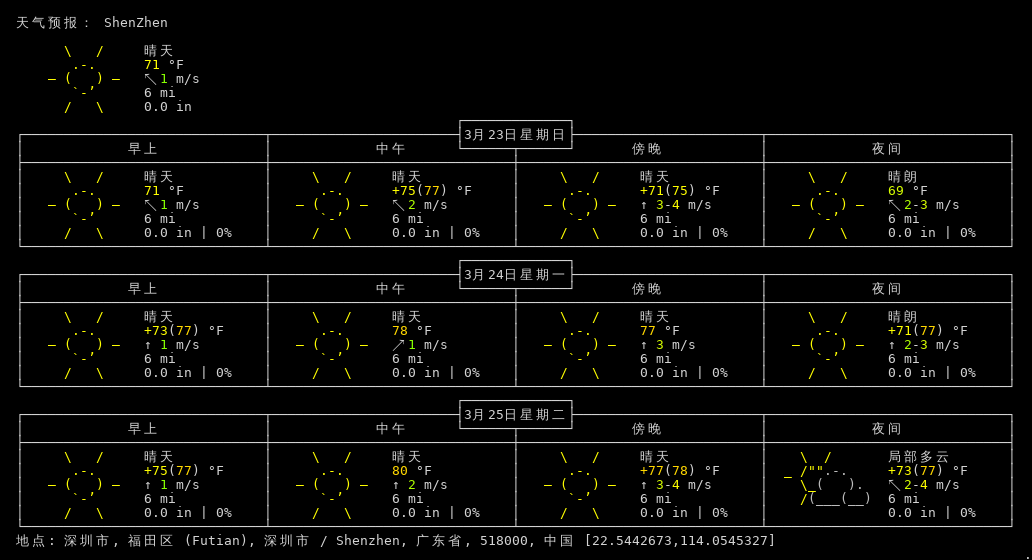 天气预报： ShenZhen
晴天
71 °F
↖ 1 m/s
6 mi
0.0 in
3月23日星期日
早上 中午 傍晚 夜间
晴天 晴天 晴天 晴朗
71 °F +75(77) °F +71(75) °F 69 °F
↖ 1 m/s ↖ 2 m/s ↑ 3-4 m/s ↖ 2-3 m/s
6 mi 6 mi 6 mi 6 mi
0.0 in | 0% 0.0 in | 0% 0.0 in | 0% 0.0 in | 0%
3月24日星期一
早上 中午 傍晚 夜间
晴天 晴天 晴天 晴朗
+73(77) °F 78 °F 77 °F +71(77) °F
↑ 1 m/s ↗ 1 m/s ↑ 3 m/s ↑ 2-3 m/s
6 mi 6 mi 6 mi 6 mi
0.0 in | 0% 0.0 in | 0% 0.0 in | 0% 0.0 in | 0%
3月25日星期二
早上 中午 傍晚 夜间
晴天 晴天 晴天 局部多云
+75(77) °F 80 °F +77(78) °F +73(77) °F
↑ 1 m/s ↑ 2 m/s ↑ 3-4 m/s ↖ 2-4 m/s
6 mi 6 mi 6 mi 6 mi
0.0 in | 0% 0.0 in | 0% 0.0 in | 0% 0.0 in | 0%
地点: 深圳市, 福田区 (Futian), 深圳市 / Shenzhen, 广东省, 518000, 中国 [22.5442673,114.0545327]